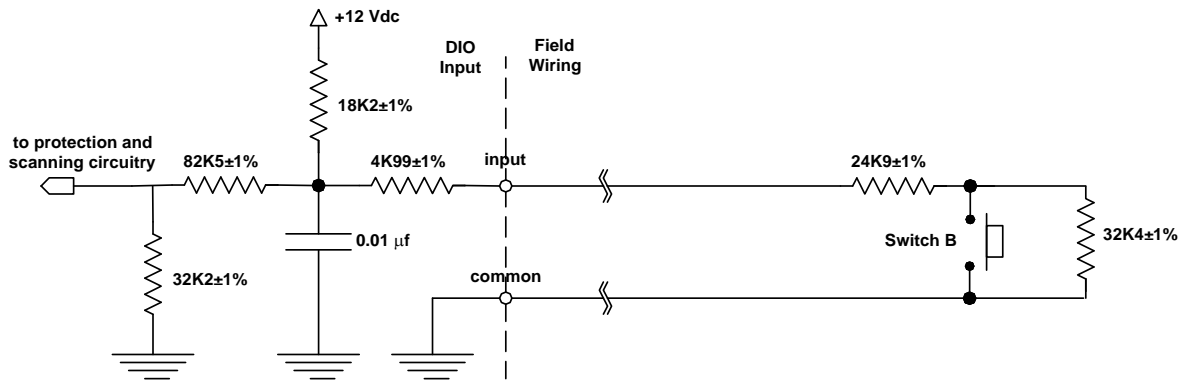 +12 Vdc
DIO
Input
Field
Wiring
18K2±1%
to protection and
scanning circuitry
82K5±1%
4K99±1%
input
24K9±1%
0.01 μf
Switch B
32K4±1%
32K2±1%
common